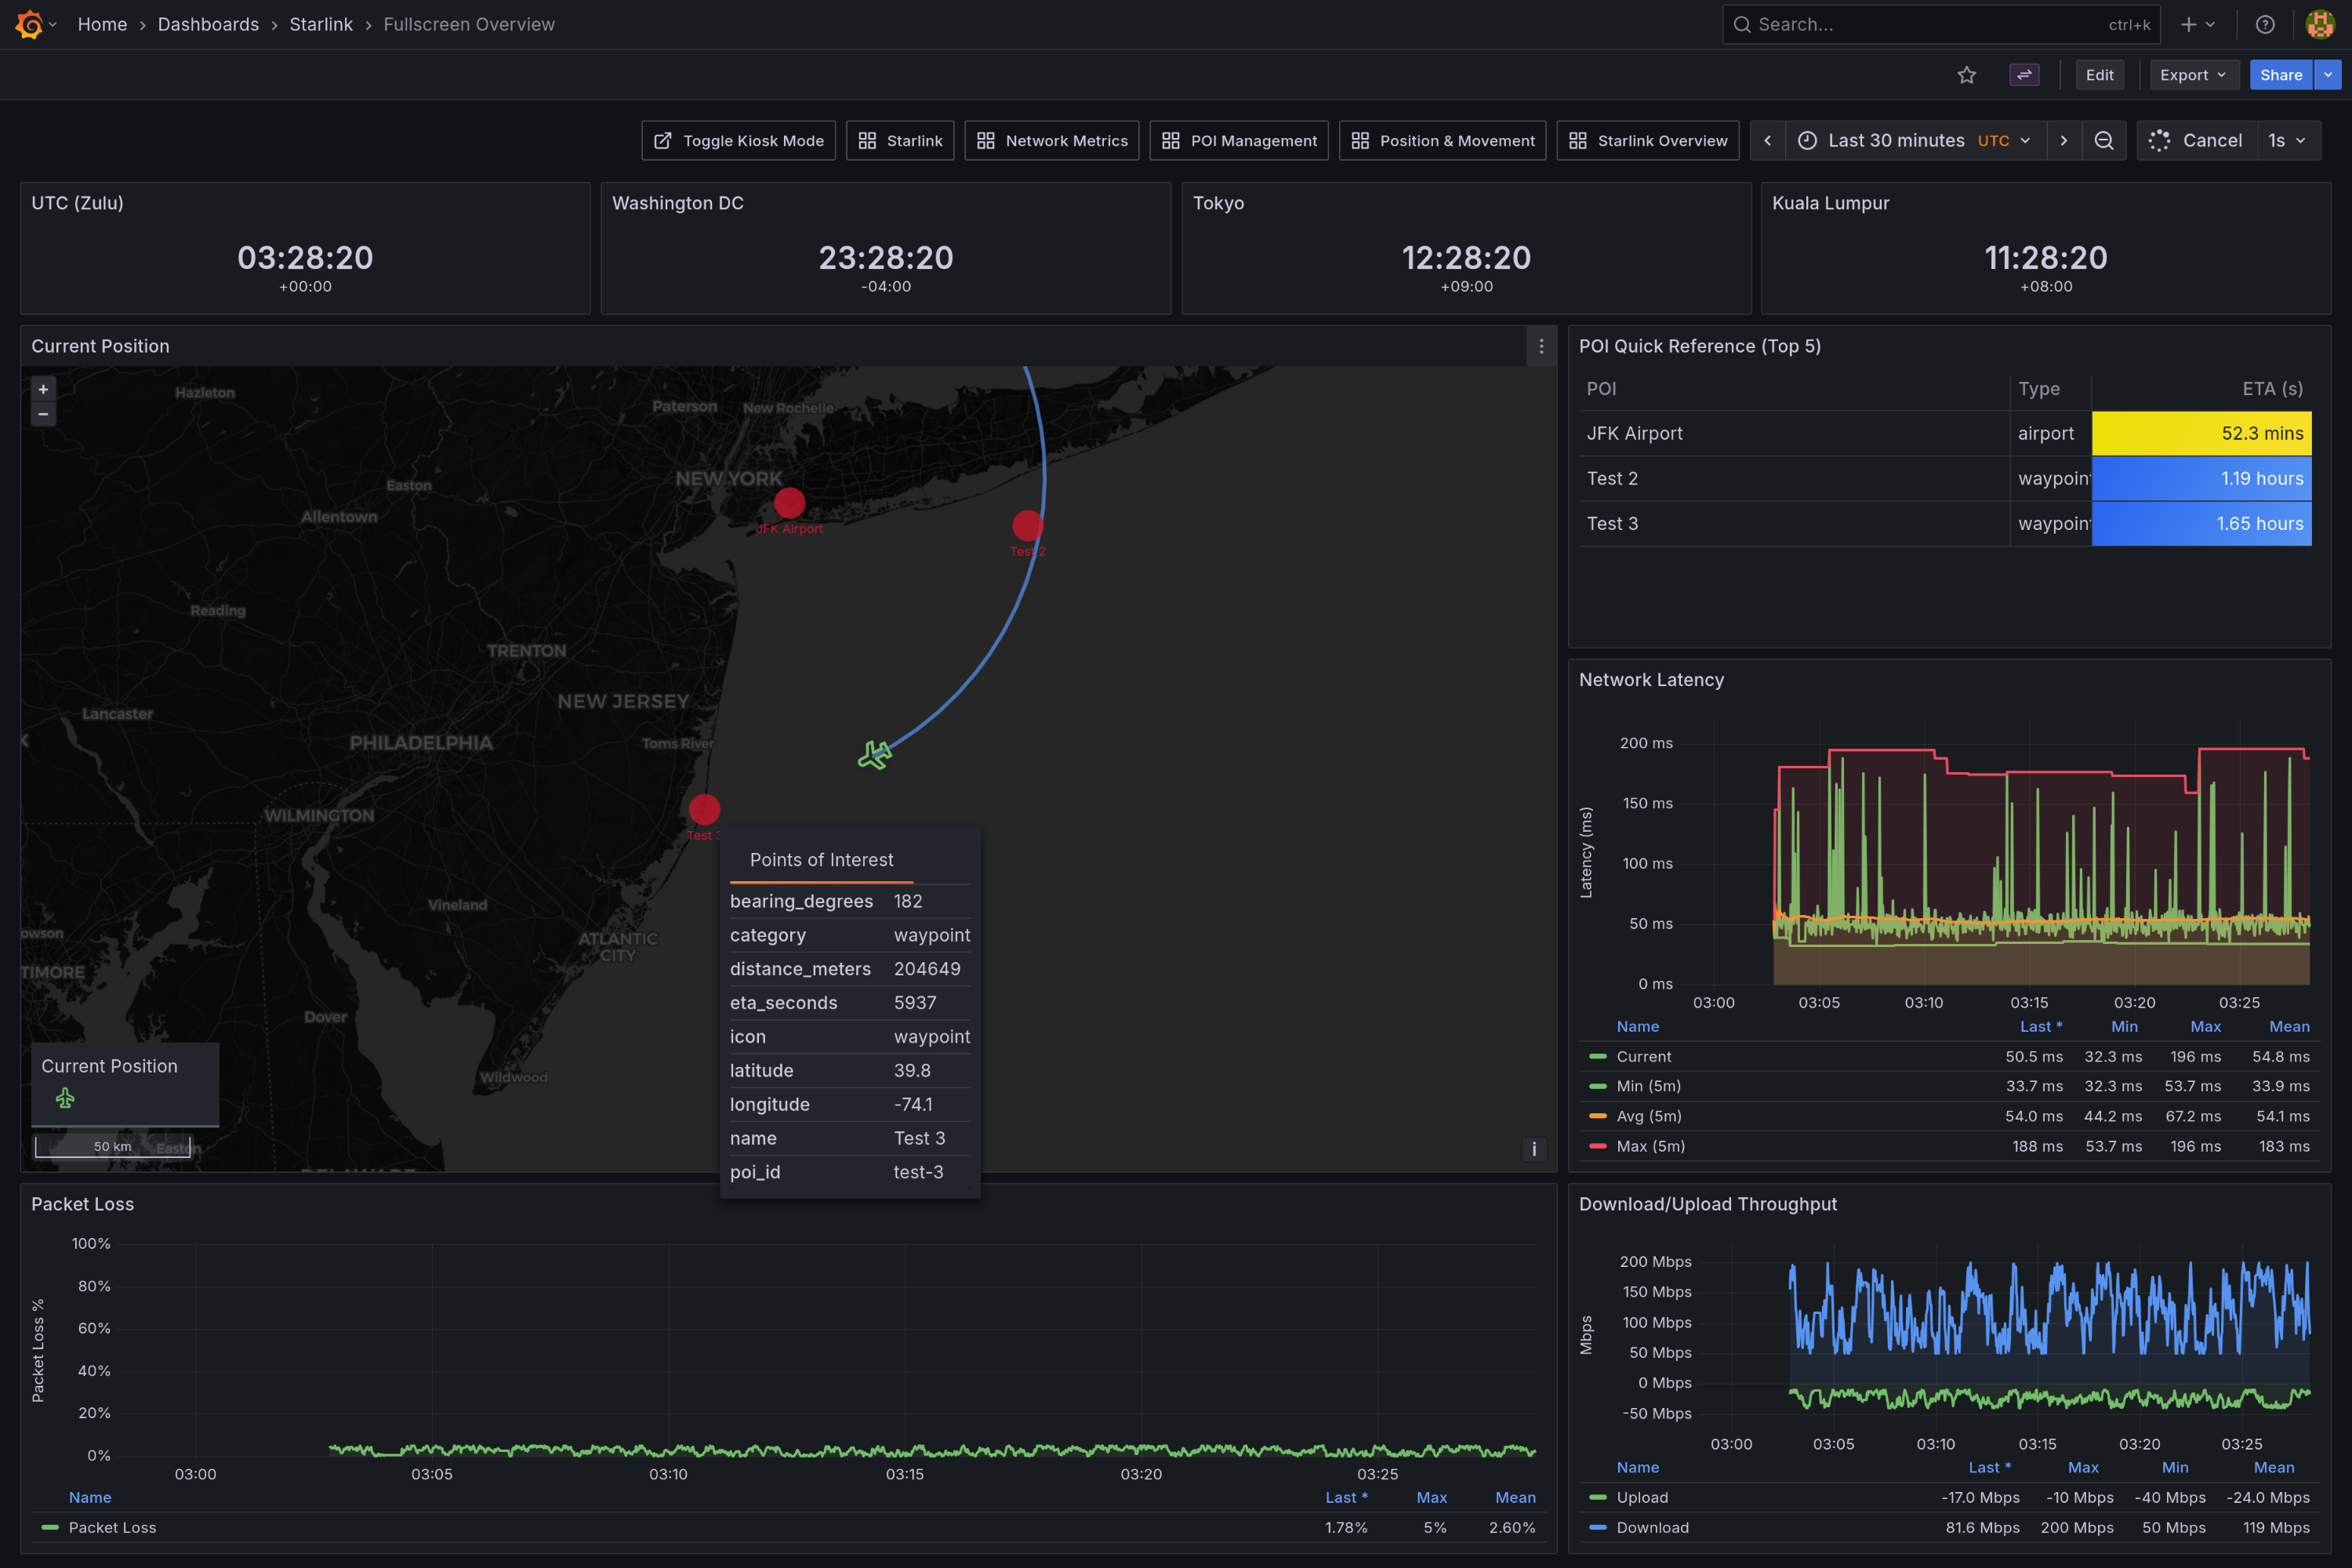 Home › Dashboards › Starlink › Fullscreen Overview
Search... ctrl+k
Edit Export Share
Toggle Kiosk Mode Starlink Network Metrics POI Management Position & Movement Starlink Overview Last 30 minutes UTC Cancel 1s
UTC (Zulu)
03:28:20
+00:00
Washington DC
23:28:20
-04:00
Tokyo
12:28:20
+09:00
Kuala Lumpur
11:28:20
+08:00
Current Position
+
−
Hazleton
Paterson
New Rochelle
NEW YORK
Easton
Allentown
JFK Airport
Test 2
Reading
TRENTON
NEW JERSEY
Lancaster
PHILADELPHIA
Toms River
WILMINGTON
Test 3
Vineland
owson
ATLANTIC
CITY
TIMORE
Dover
Wildwood
Easton
DELAWARE
Current Position
50 km
i
Points of Interest
bearing_degrees 182
category waypoint
distance_meters 204649
eta_seconds 5937
icon waypoint
latitude 39.8
longitude -74.1
name Test 3
poi_id test-3
POI Quick Reference (Top 5)
POI Type ETA (s)
JFK Airport airport 52.3 mins
Test 2 waypoint 1.19 hours
Test 3 waypoint 1.65 hours
Network Latency
Latency (ms)
200 ms
150 ms
100 ms
50 ms
0 ms
03:00 03:05 03:10 03:15 03:20 03:25
Name Last * Min Max Mean
Current 50.5 ms 32.3 ms 196 ms 54.8 ms
Min (5m) 33.7 ms 32.3 ms 53.7 ms 33.9 ms
Avg (5m) 54.0 ms 44.2 ms 67.2 ms 54.1 ms
Max (5m) 188 ms 53.7 ms 196 ms 183 ms
Packet Loss
Packet Loss %
100%
80%
60%
40%
20%
0%
03:00 03:05 03:10 03:15 03:20 03:25
Name Last * Max Mean
Packet Loss 1.78% 5% 2.60%
Download/Upload Throughput
Mbps
200 Mbps
150 Mbps
100 Mbps
50 Mbps
0 Mbps
-50 Mbps
03:00 03:05 03:10 03:15 03:20 03:25
Name Last * Max Min Mean
Upload -17.0 Mbps -10 Mbps -40 Mbps -24.0 Mbps
Download 81.6 Mbps 200 Mbps 50 Mbps 119 Mbps